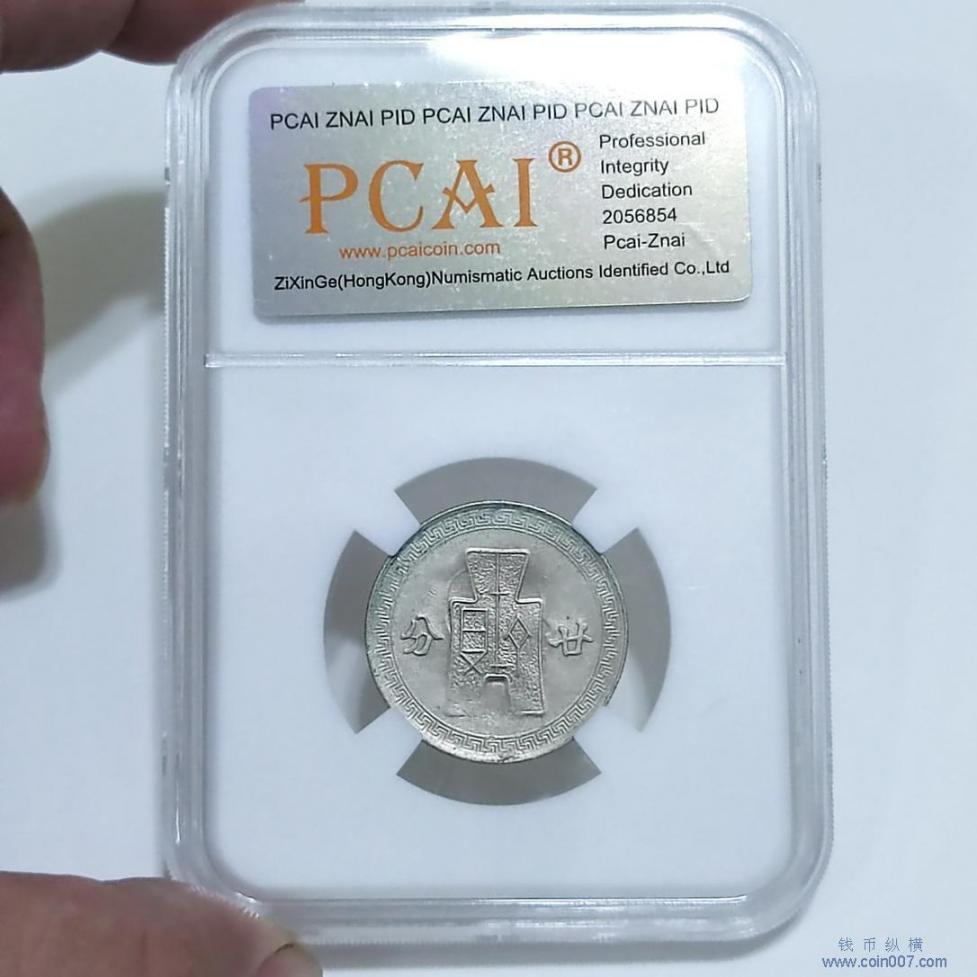 PCAI ZNAI PID PCAI ZNAI PID PCAI ZNAI PID
PCAI®
Professional
Integrity
Dedication
2056854
Pcai-Znai
www.pcaicoin.com
ZiXinGe(HongKong)Numismatic Auctions Identified Co.,Ltd
分 廿
钱币纵横
www.coin007.com